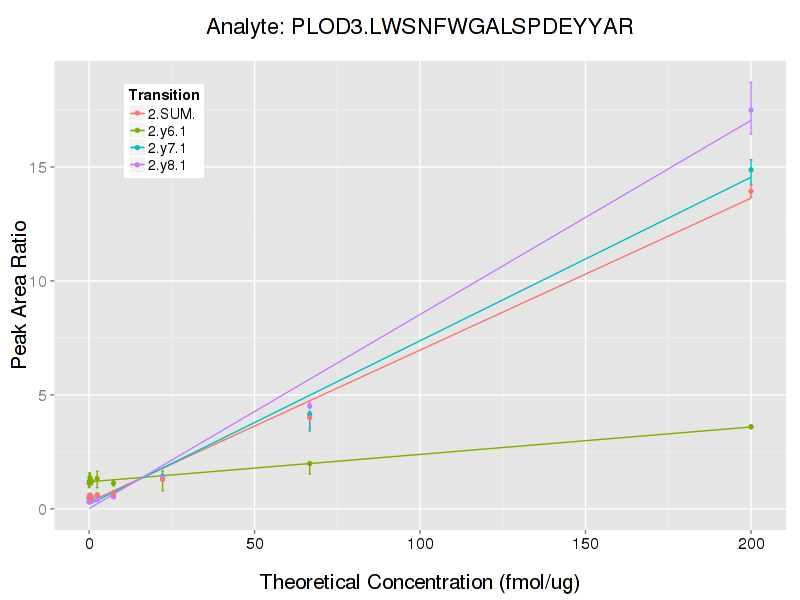 Analyte: PLOD3.LWSNFWGALSPDEYYAR
Transition
2.SUM.
2.y6.1
2.y7.1
2.y8.1
15
10
5
0
Peak Area Ratio
0 50 100 150 200
Theoretical Concentration (fmol/ug)